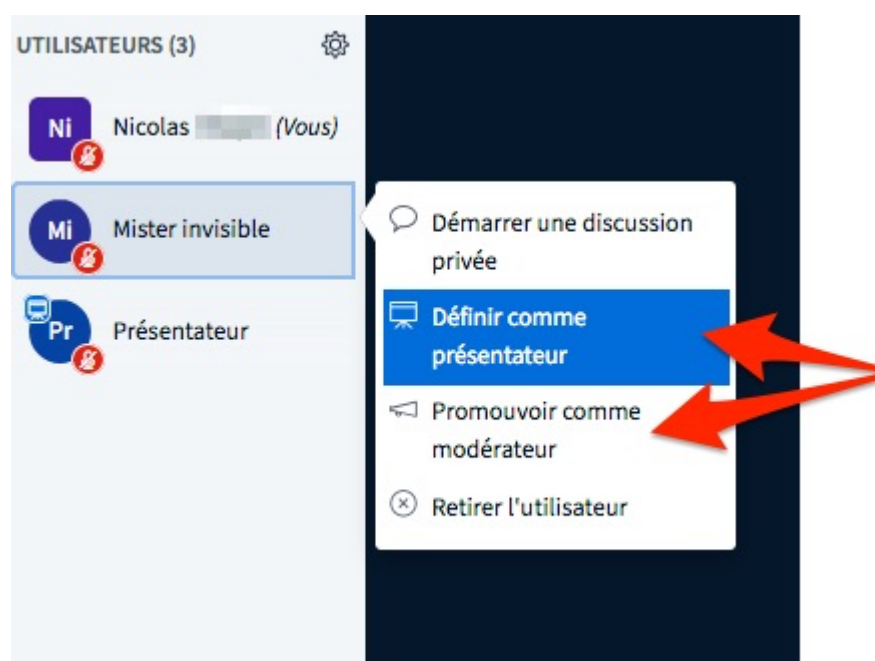 UTILISATEURS (3)
Ni Nicolas (Vous)
Mi Mister invisible
Pr Présentateur
Démarrer une discussion
privée
Définir comme
présentateur
Promouvoir comme
modérateur
Retirer l'utilisateur